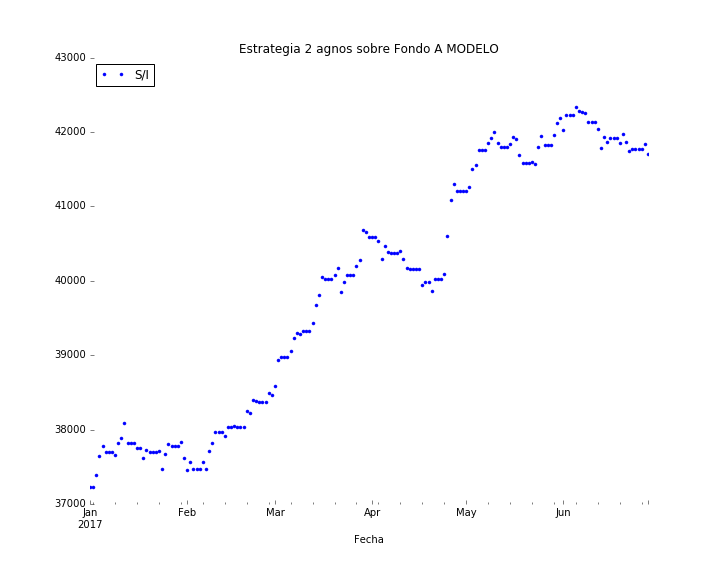 Estrategia 2 agnos sobre Fondo A MODELO
43000
S/I
42000
41000
40000
39000
38000
37000
Jan Feb Mar Apr May Jun
2017
Fecha